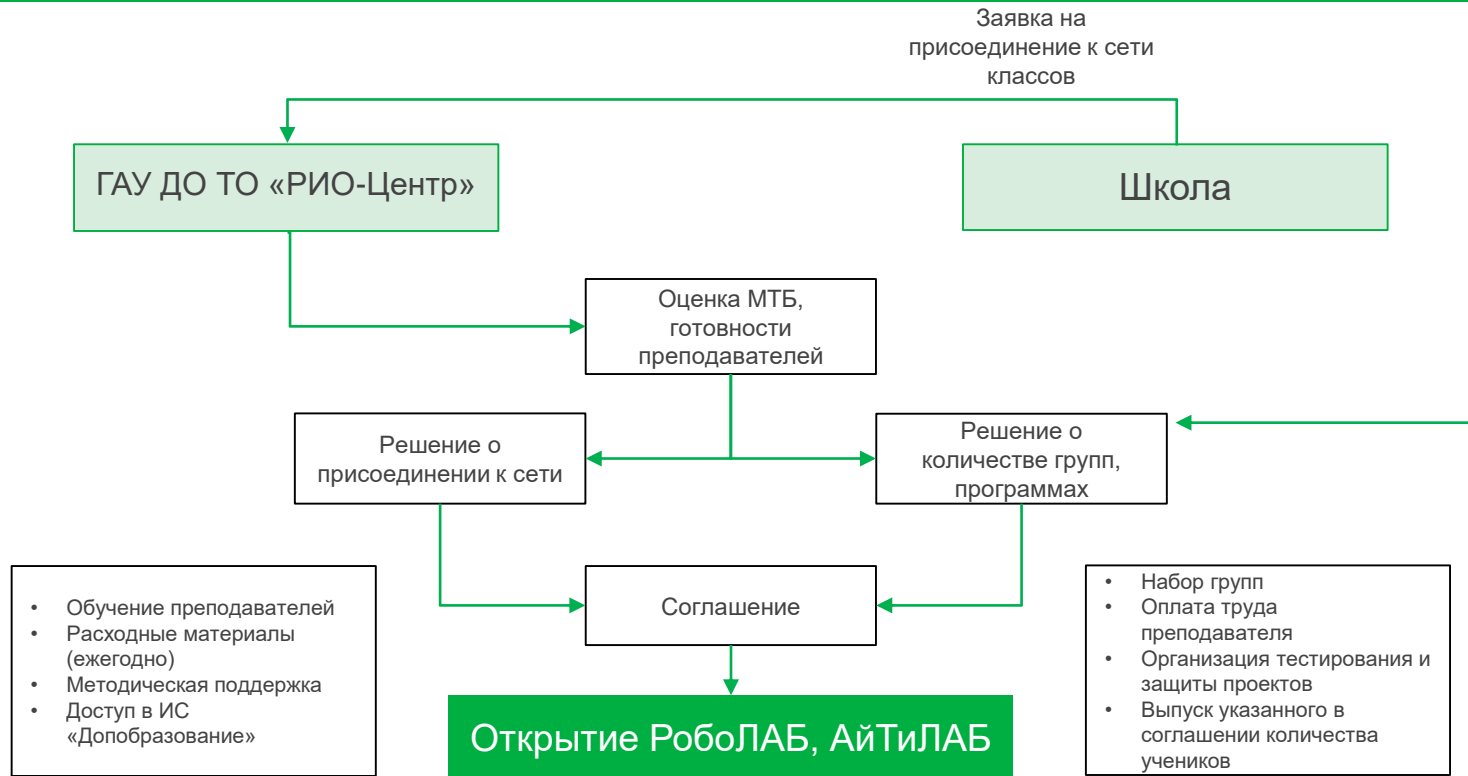 Заявка на
присоединение к сети
классов
ГАУ ДО ТО «РИО-Центр»
Школа
Оценка МТБ,
готовности
преподавателей
Решение о
присоединении к сети
Решение о
количестве групп,
программах
• Обучение преподавателей
• Расходные материалы
(ежегодно)
• Методическая поддержка
• Доступ в ИС
«Допобразование»
Соглашение
• Набор групп
• Оплата труда
преподавателя
• Организация тестирования и
защиты проектов
• Выпуск указанного в
соглашении количества
учеников
Открытие РобоЛАБ, АйТиЛАБ